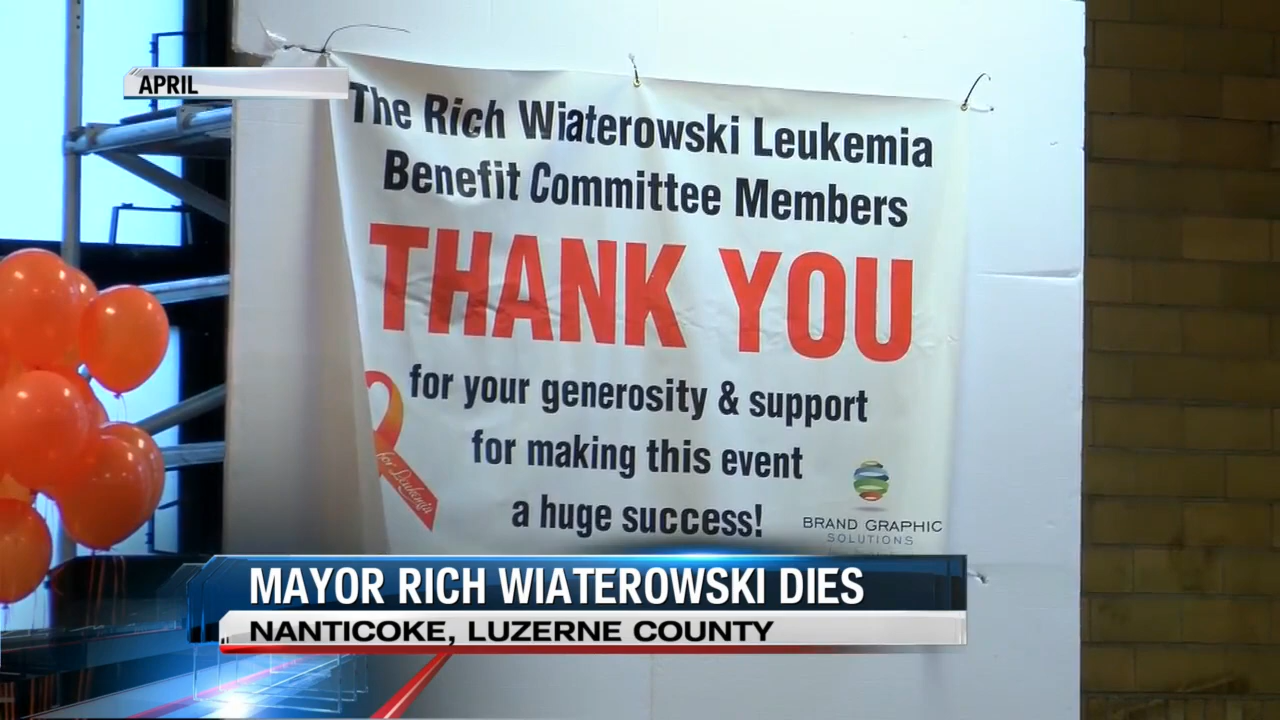 APRIL
The Rich Wiaterowski Leukemia
Benefit Committee Members
THANK YOU
for your generosity & support
for making this event
a huge success!
for Leukemia
BRAND GRAPHIC
SOLUTIONS
MAYOR RICH WIATEROWSKI DIES
NANTICOKE, LUZERNE COUNTY